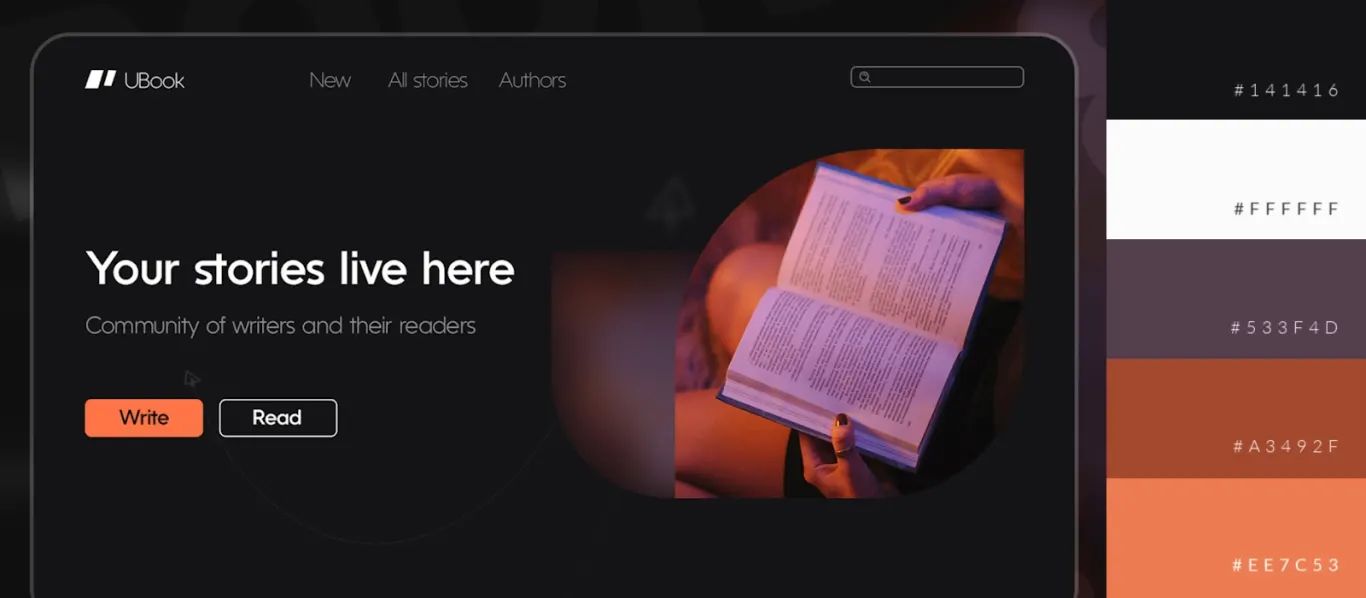 UBook
New
All stories
Authors
Your stories live here
Community of writers and their readers
Write
Read
#141416
#FFFFFF
#533F4D
#A3492F
#EE7C53